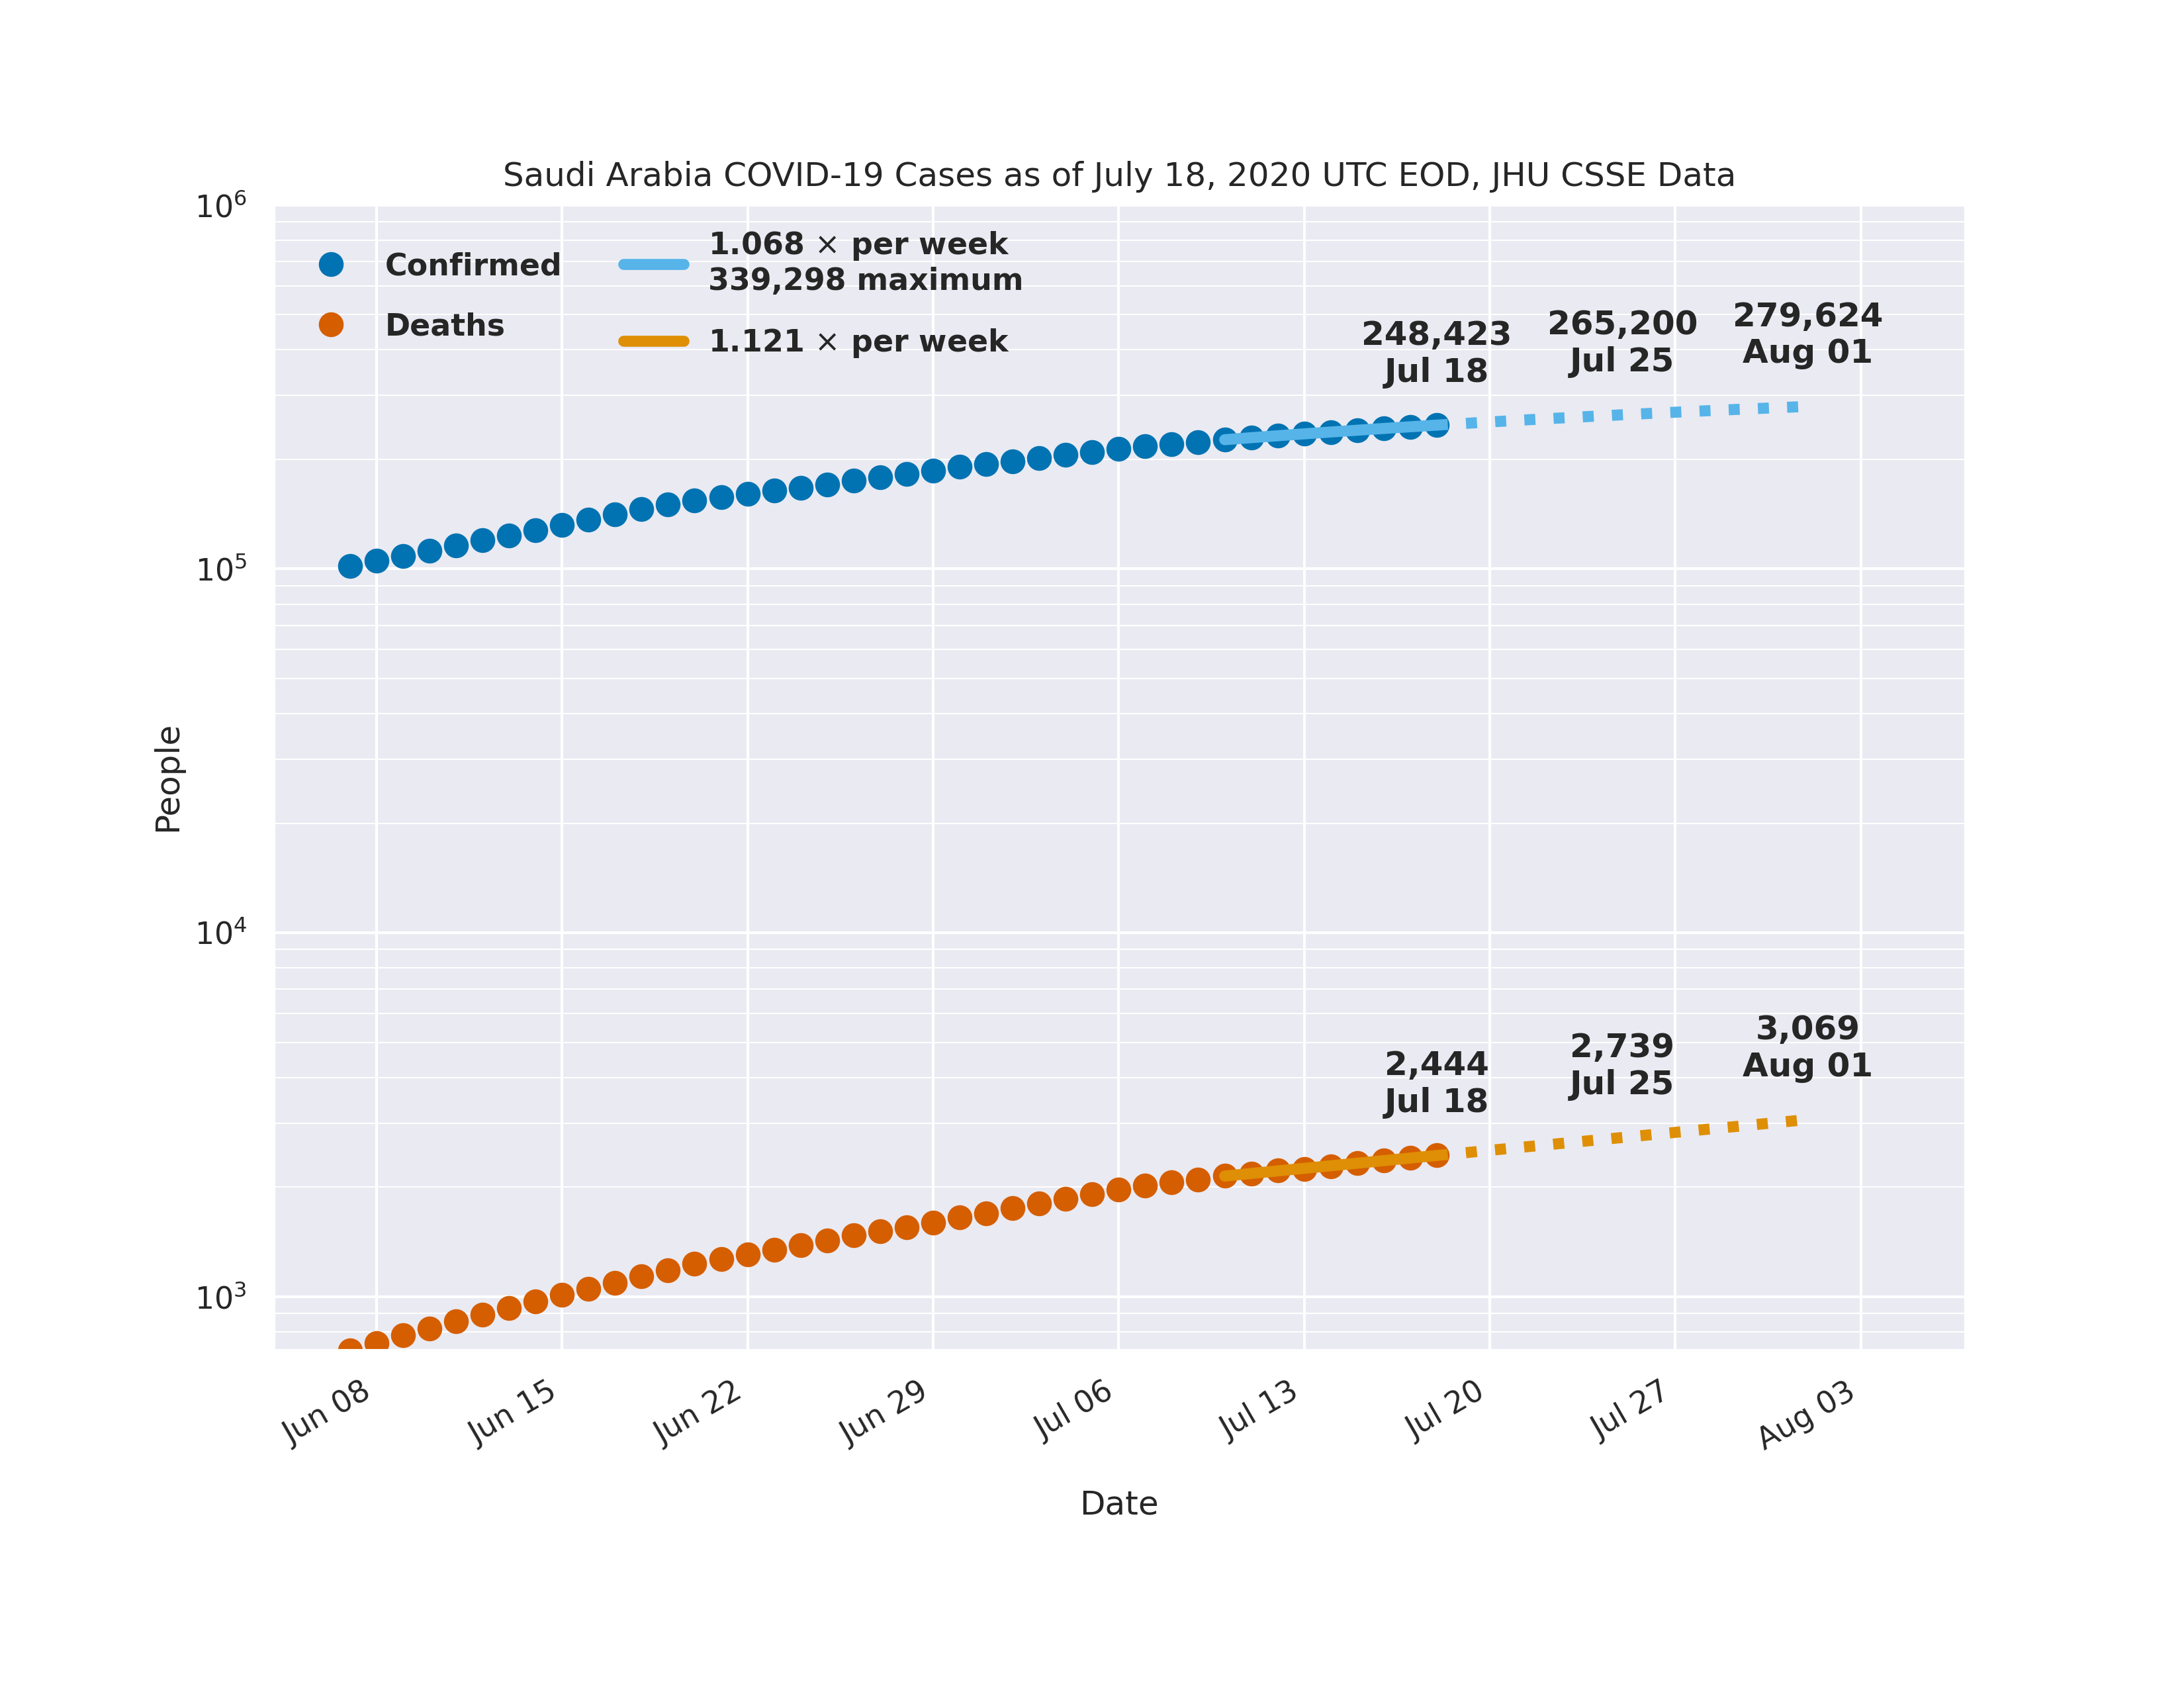 Saudi Arabia COVID-19 Cases as of July 18, 2020 UTC EOD, JHU CSSE Data
10⁶
10⁵
10⁴
10³
People
Confirmed
Deaths
1.068 × per week
339,298 maximum
1.121 × per week
248,423
Jul 18
265,200
Jul 25
279,624
Aug 01
2,444
Jul 18
2,739
Jul 25
3,069
Aug 01
Jun 08
Jun 15
Jun 22
Jun 29
Jul 06
Jul 13
Jul 20
Jul 27
Aug 03
Date